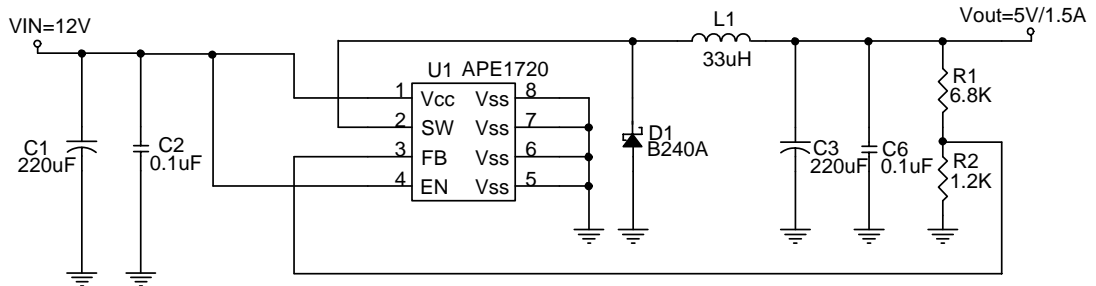 VIN=12V
L1
33uH
Vout=5V/1.5A
U1 APE1720
1 Vcc Vss 8
2 SW Vss 7
3 FB Vss 6
4 EN Vss 5
C1
220uF
C2
0.1uF
D1
B240A
C3
220uF
C6
0.1uF
R1
6.8K
R2
1.2K